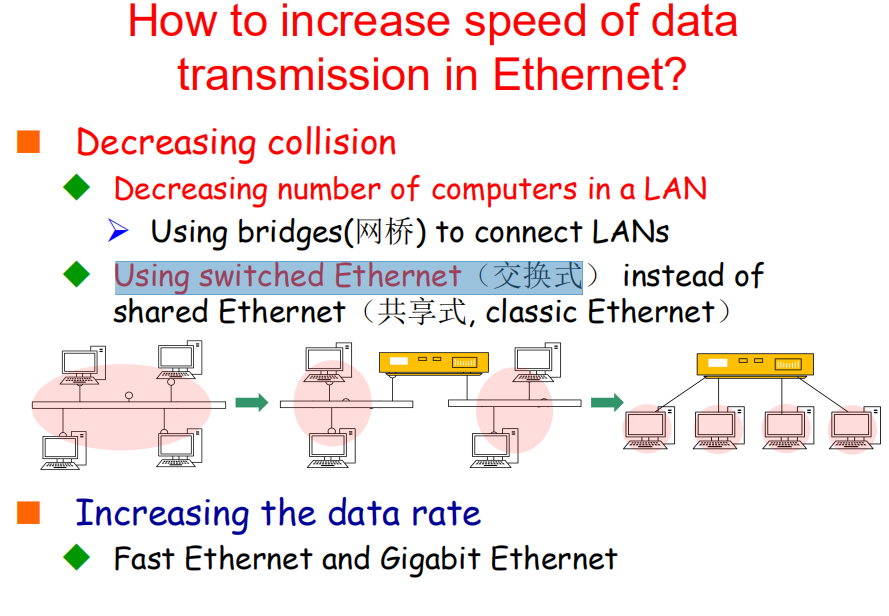 How to increase speed of data
transmission in Ethernet?
Decreasing collision
Decreasing number of computers in a LAN
Using bridges(网桥) to connect LANs
Using switched Ethernet（交换式） instead of
shared Ethernet（共享式, classic Ethernet）
Increasing the data rate
Fast Ethernet and Gigabit Ethernet